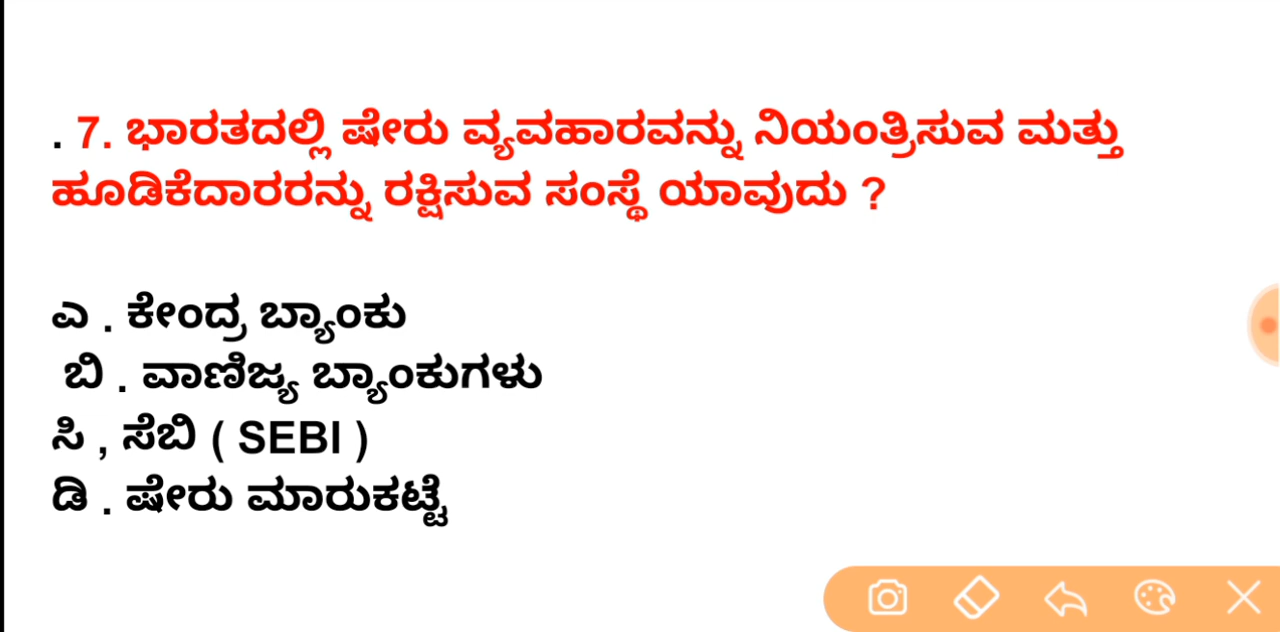 . 7. ಭಾರತದಲ್ಲಿ ಷೇರು ವ್ಯವಹಾರವನ್ನು ನಿಯಂತ್ರಿಸುವ ಮತ್ತು
ಹೂಡಿಕೆದಾರರನ್ನು ರಕ್ಷಿಸುವ ಸಂಸ್ಥೆ ಯಾವುದು ?
ಎ . ಕೇಂದ್ರ ಬ್ಯಾಂಕು
ಬಿ . ವಾಣಿಜ್ಯ ಬ್ಯಾಂಕುಗಳು
ಸಿ , ಸೆಬಿ ( SEBI )
ಡಿ . ಷೇರು ಮಾರುಕಟ್ಟೆ